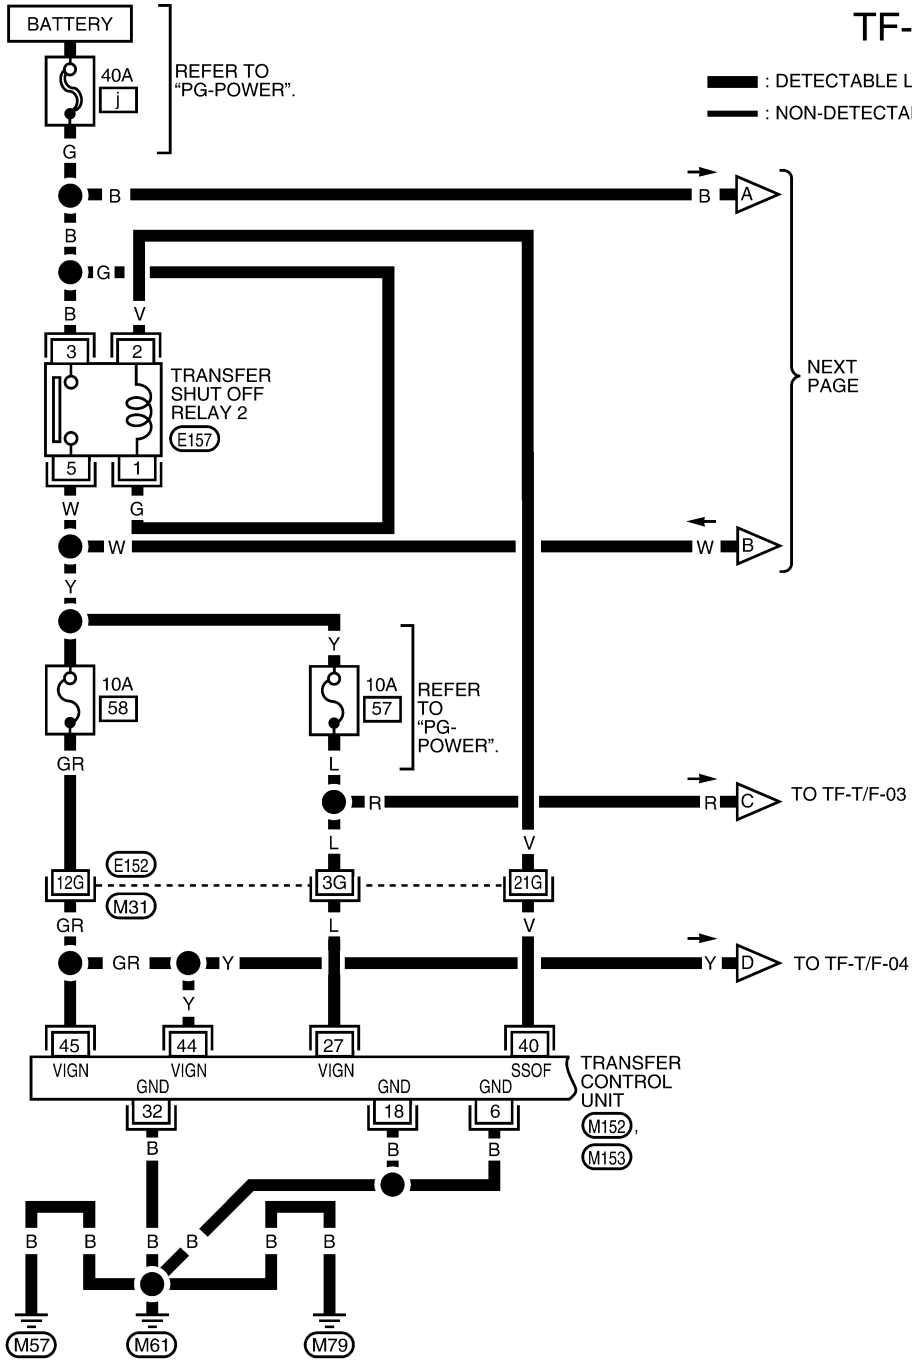 BATTERY
TF-
40A
j
REFER TO
“PG-POWER”.
: DETECTABLE L
: NON-DETECTA
G
B
B
A
B
G
B
V
3
2
TRANSFER
SHUT OFF
RELAY 2
E157
NEXT
PAGE
5
1
W
G
W
W
B
Y
Y
10A
58
10A
57
REFER
TO
“PG-
POWER”.
GR
L
R
R
C
TO TF-T/F-03
L
V
E152
12G
3G
21G
M31
GR
L
V
GR
Y
Y
D
TO TF-T/F-04
Y
45
44
27
40
VIGN
VIGN
VIGN
SSOF
GND
GND
GND
TRANSFER
CONTROL
UNIT
M152,
M153
32
18
6
B
B
B
B
B
B
B
B
B
M57
M61
M79